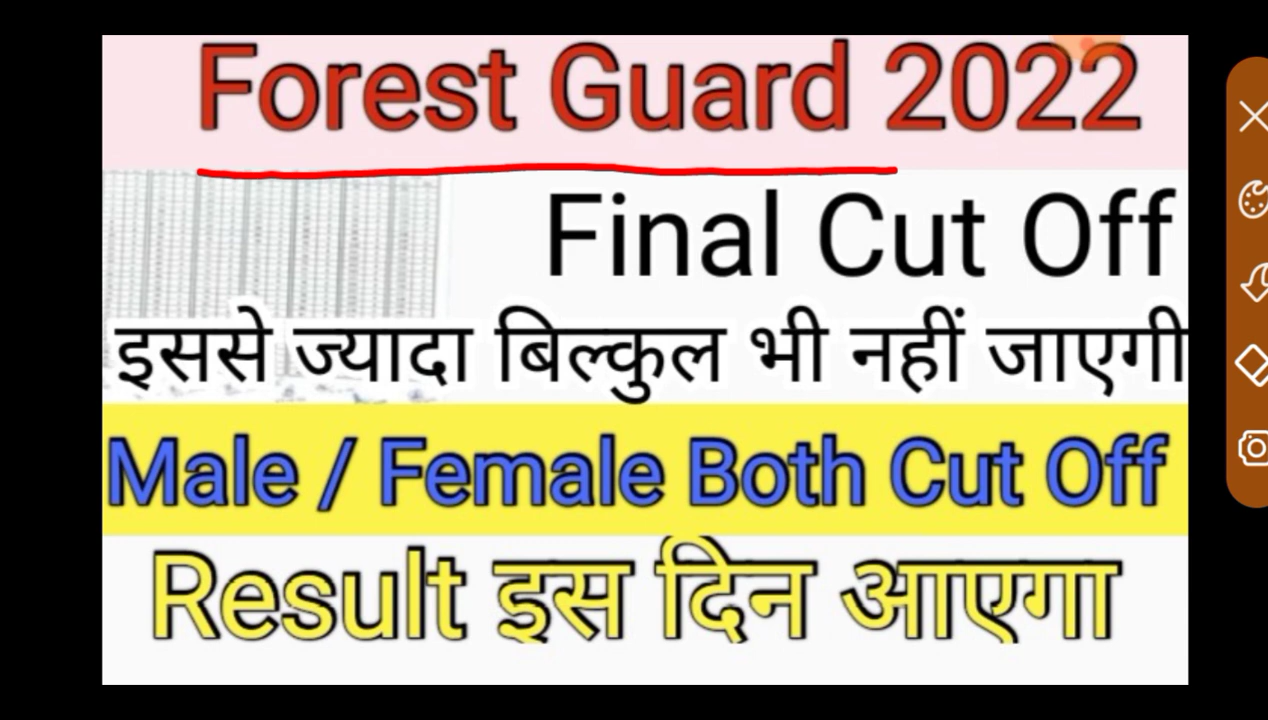 Forest Guard 2022
Final Cut Off
इससे ज्यादा बिल्कुल भी नहीं जाएगी
Male / Female Both Cut Off
Result इस दिन आएगा